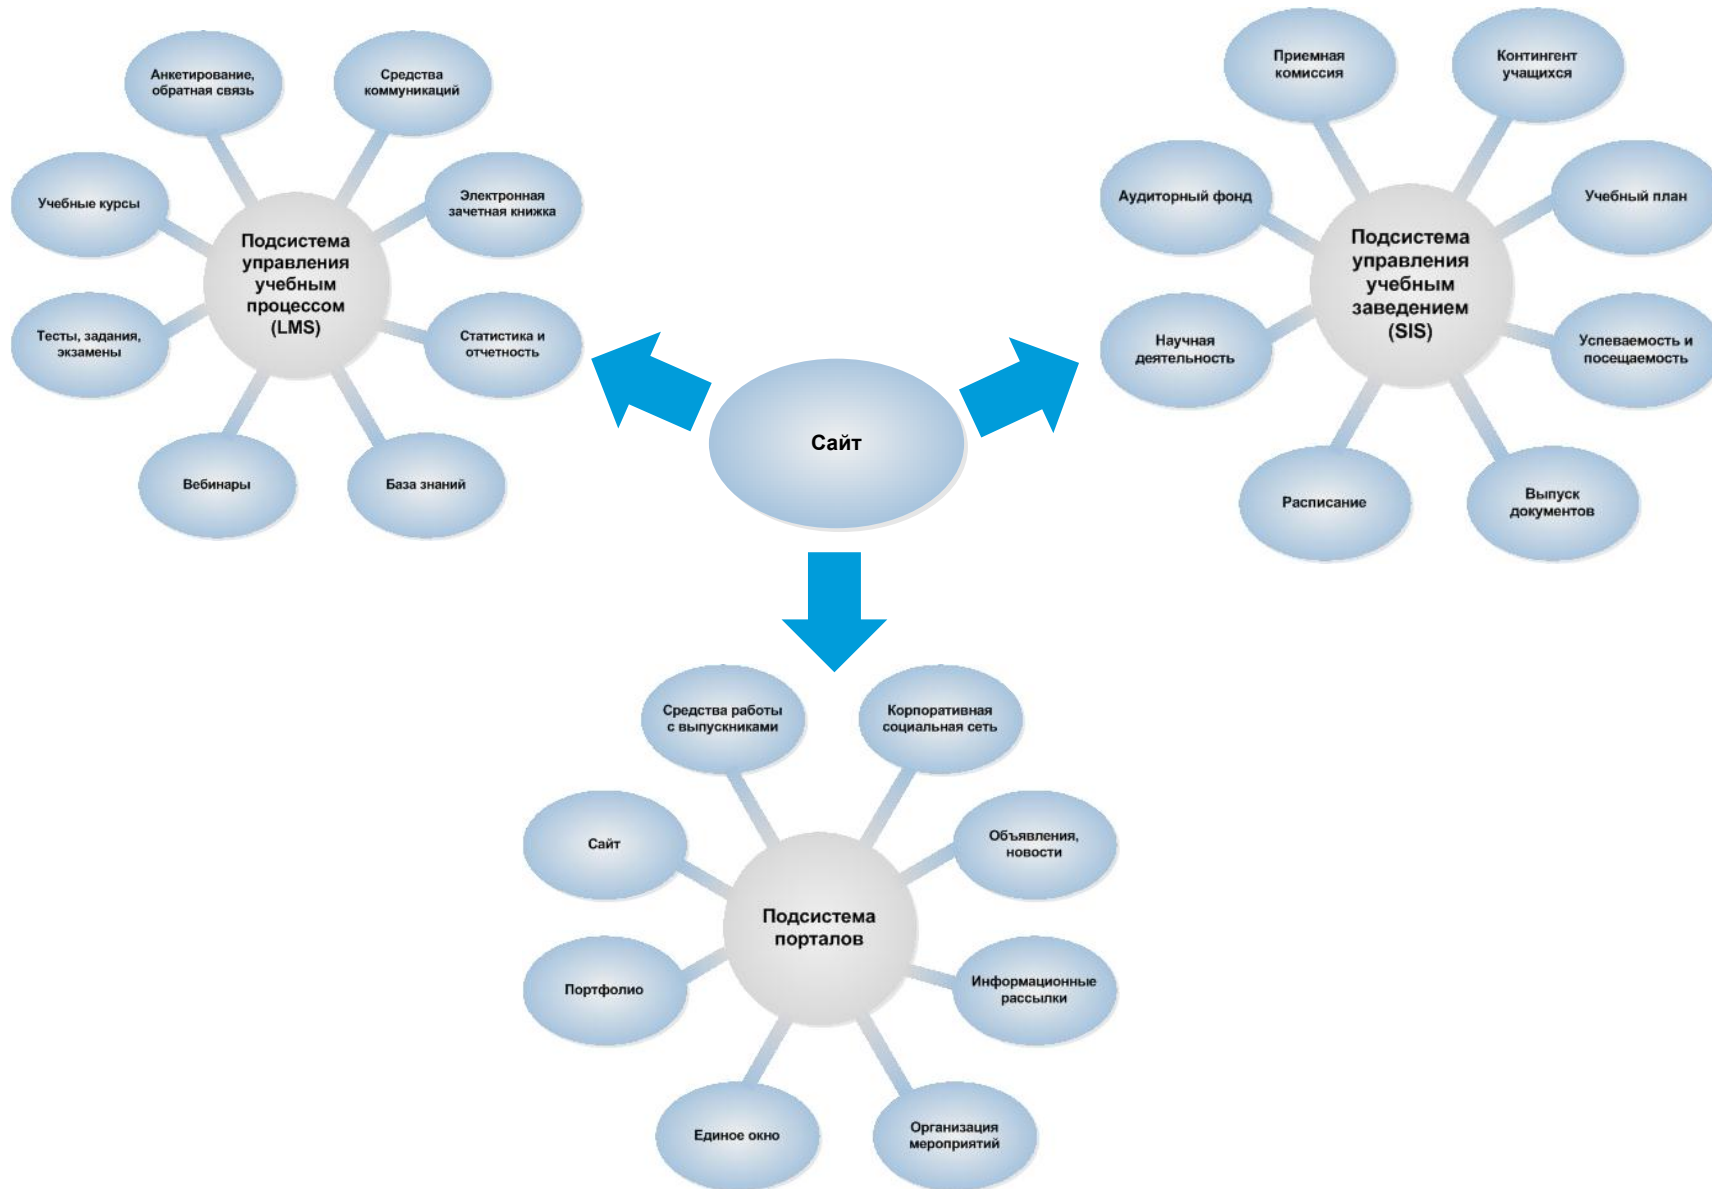 Анкетирование,
обратная связь
Средства
коммуникаций
Учебные курсы
Электронная
зачетная книжка
Подсистема
управления
учебным
процессом
(LMS)
Тесты, задания,
экзамены
Статистика и
отчетность
Вебинары
База знаний
Приемная
комиссия
Контингент
учащихся
Аудиторный фонд
Учебный план
Подсистема
управления
учебным
заведением
(SIS)
Научная
деятельность
Успеваемость и
посещаемость
Расписание
Выпуск
документов
Сайт
Средства работы
с выпускниками
Корпоративная
социальная сеть
Сайт
Объявления,
новости
Подсистема
порталов
Портфолио
Информационные
рассылки
Единое окно
Организация
мероприятий